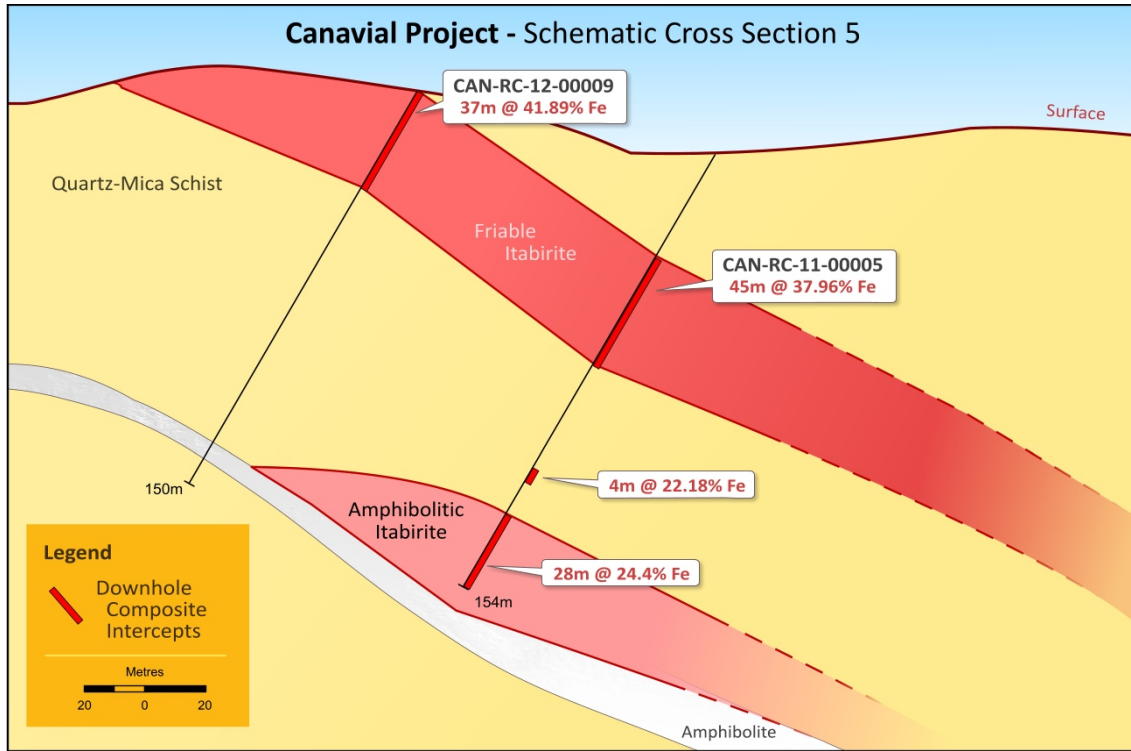 Canavial Project - Schematic Cross Section 5
CAN-RC-12-00009
37m @ 41.89% Fe
Surface
Quartz-Mica Schist
Friable
Itabirite
CAN-RC-11-00005
45m @ 37.96% Fe
150m
4m @ 22.18% Fe
Amphibolitic
Itabirite
28m @ 24.4% Fe
154m
Legend
Downhole
Composite
Intercepts
Metres
20 0 20
Amphibolite